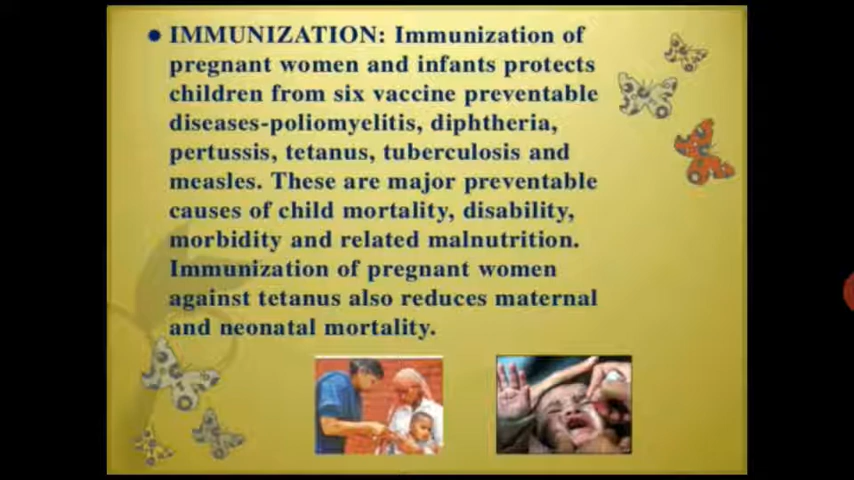 IMMUNIZATION: Immunization of
pregnant women and infants protects
children from six vaccine preventable
diseases-poliomyelitis, diphtheria,
pertussis, tetanus, tuberculosis and
measles. These are major preventable
causes of child mortality, disability,
morbidity and related malnutrition.
Immunization of pregnant women
against tetanus also reduces maternal
and neonatal mortality.